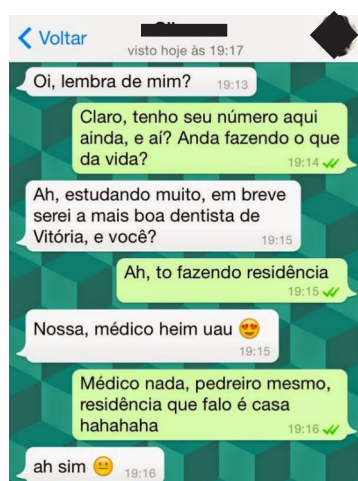 Voltar
visto hoje às 19:17
Oi, lembra de mim? 19:13
Claro, tenho seu número aqui
ainda, e aí? Anda fazendo o que
da vida? 19:14
Ah, estudando muito, em breve
serei a mais boa dentista de
Vitória, e você? 19:15
Ah, to fazendo residência
19:15
Nossa, médico heim uau 😍
19:15
Médico nada, pedreiro mesmo,
residência que falo é casa
hahahaha 19:16
ah sim 😐 19:16